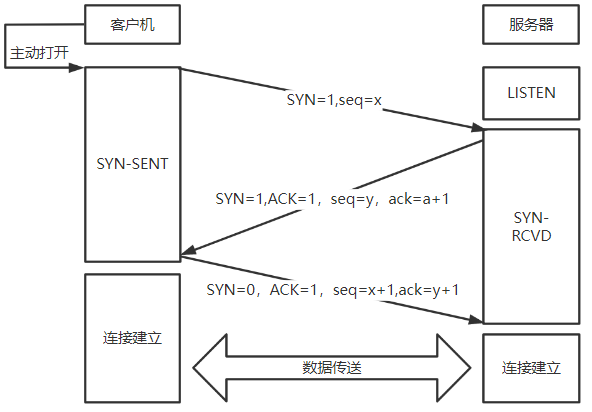 客户机
服务器
主动打开
SYN=1,seq=x
LISTEN
SYN-SENT
SYN=1,ACK=1，seq=y，ack=a+1
SYN-
RCVD
SYN=0，ACK=1，seq=x+1,ack=y+1
连接建立
数据传送
连接建立